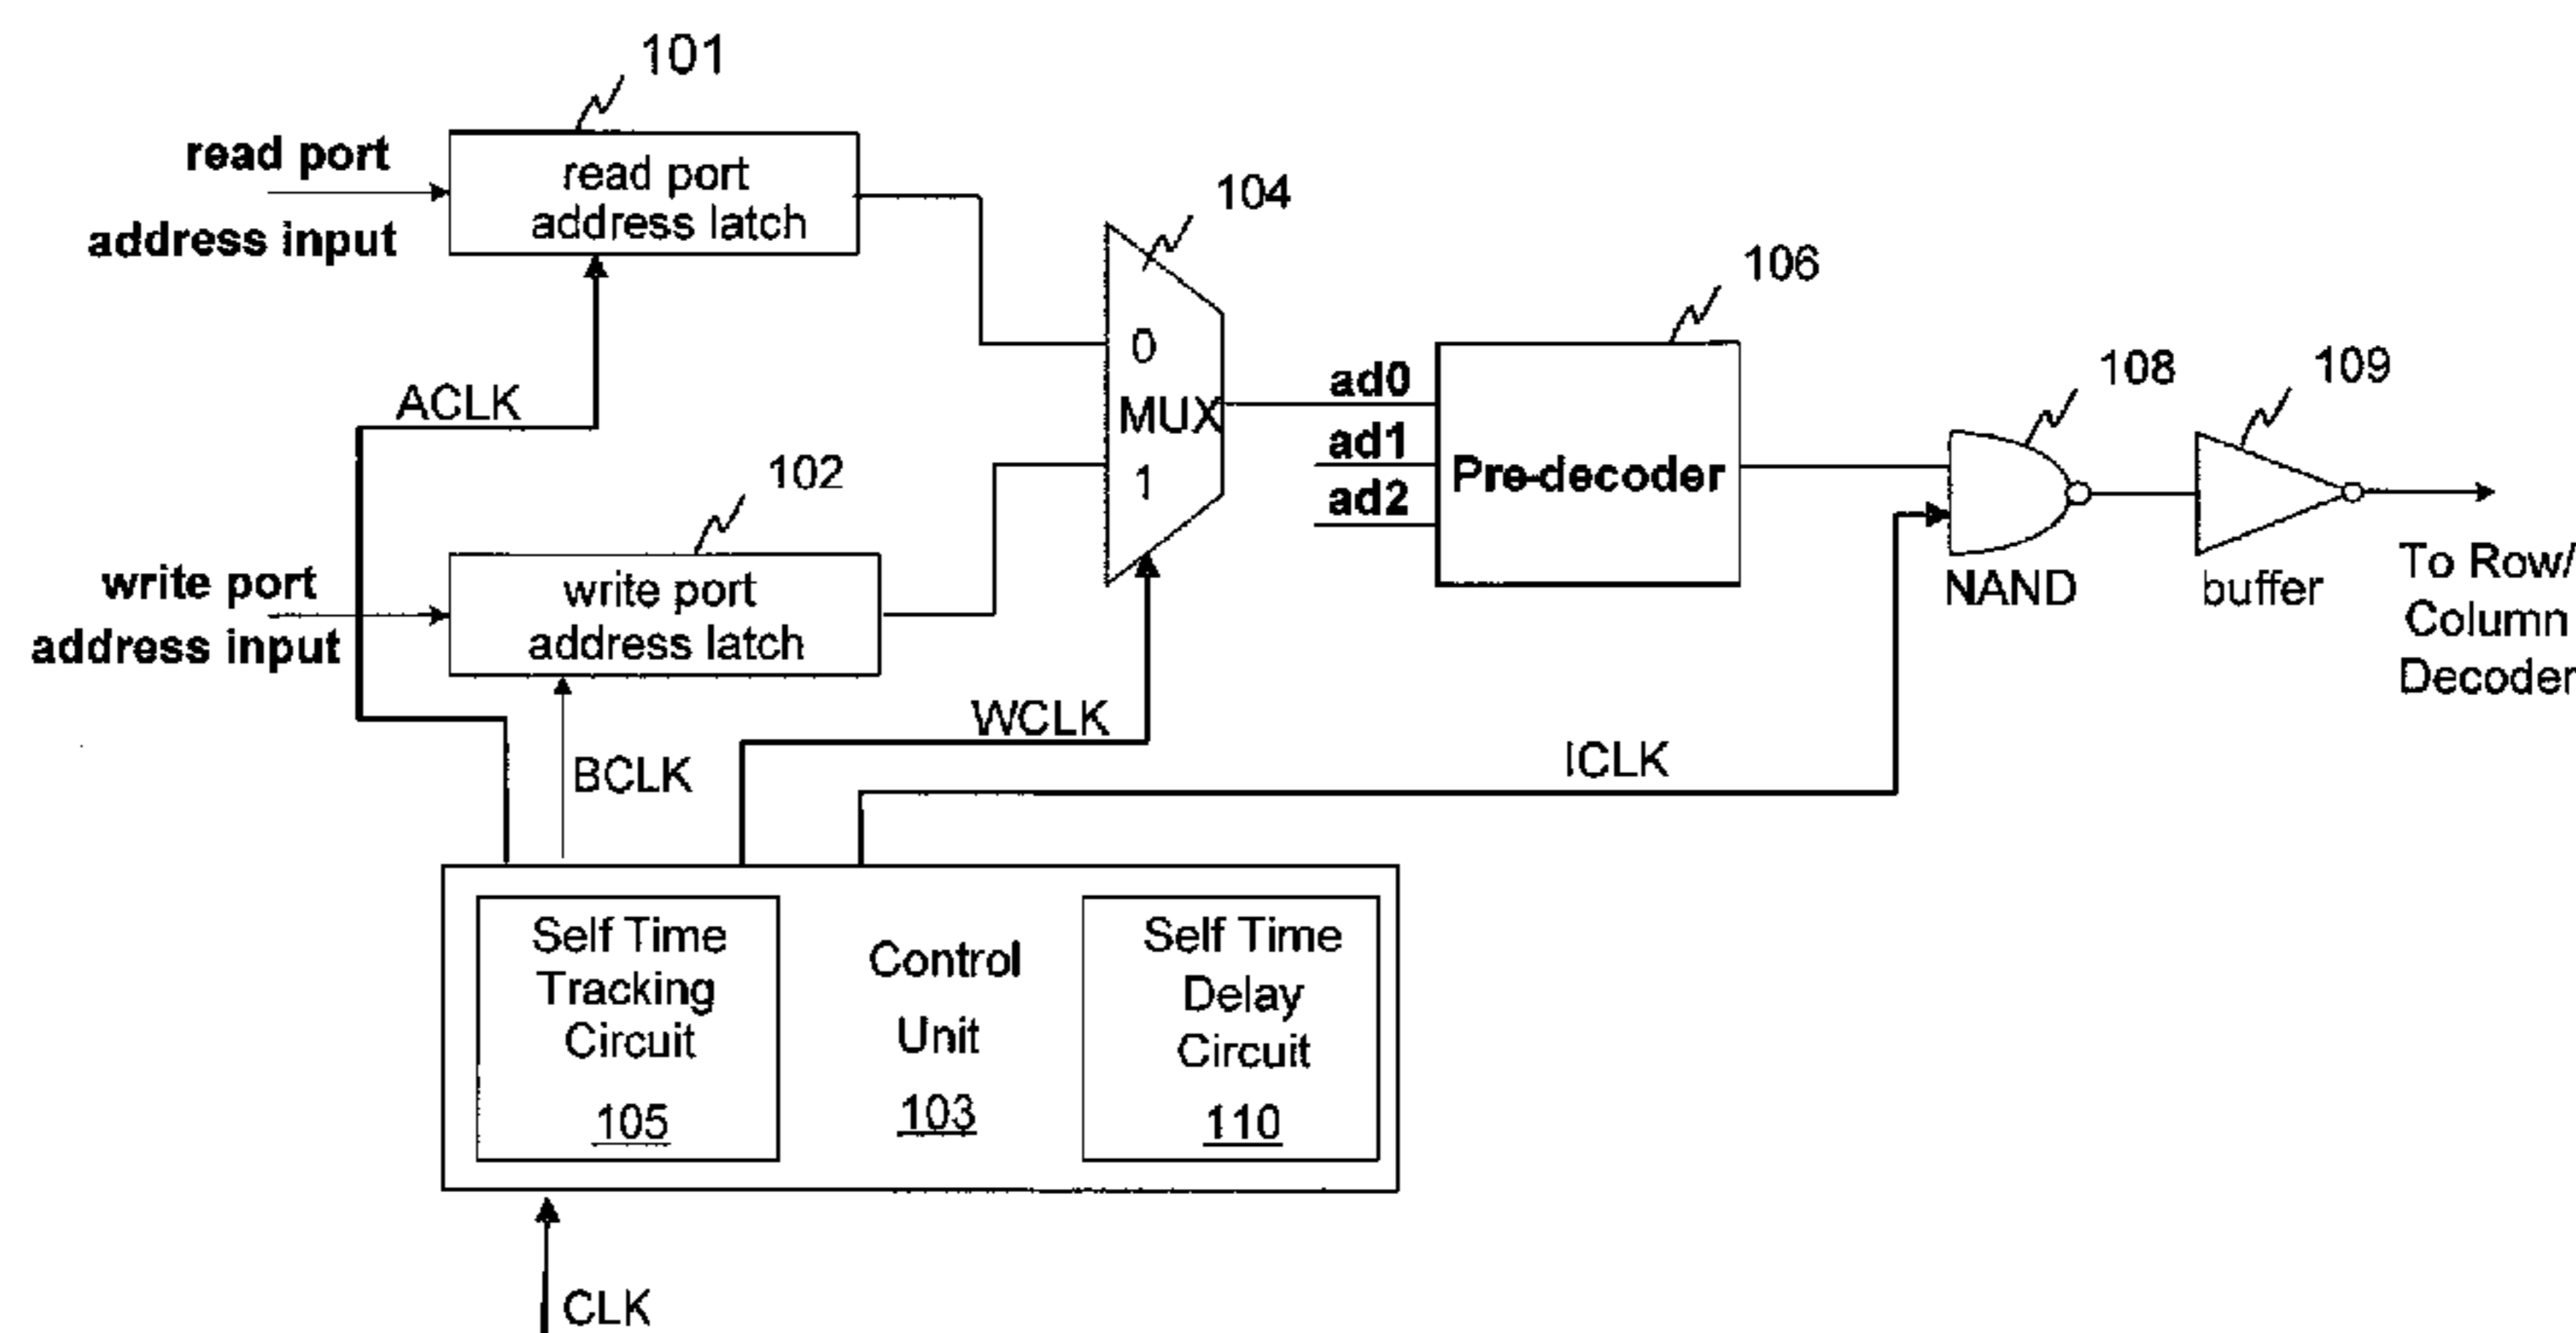 101
read port
address input
read port
address latch
104
106
0
MUX
1
ad0
ad1
ad2
Pre-decoder
108
109
ACLK
102
write port
address input
write port
address latch
NAND
buffer
To Row/
Column
Decoder
WCLK
BCLK
ICLK
Self Time
Tracking
Circuit
105
Control
Unit
103
Self Time
Delay
Circuit
110
CLK